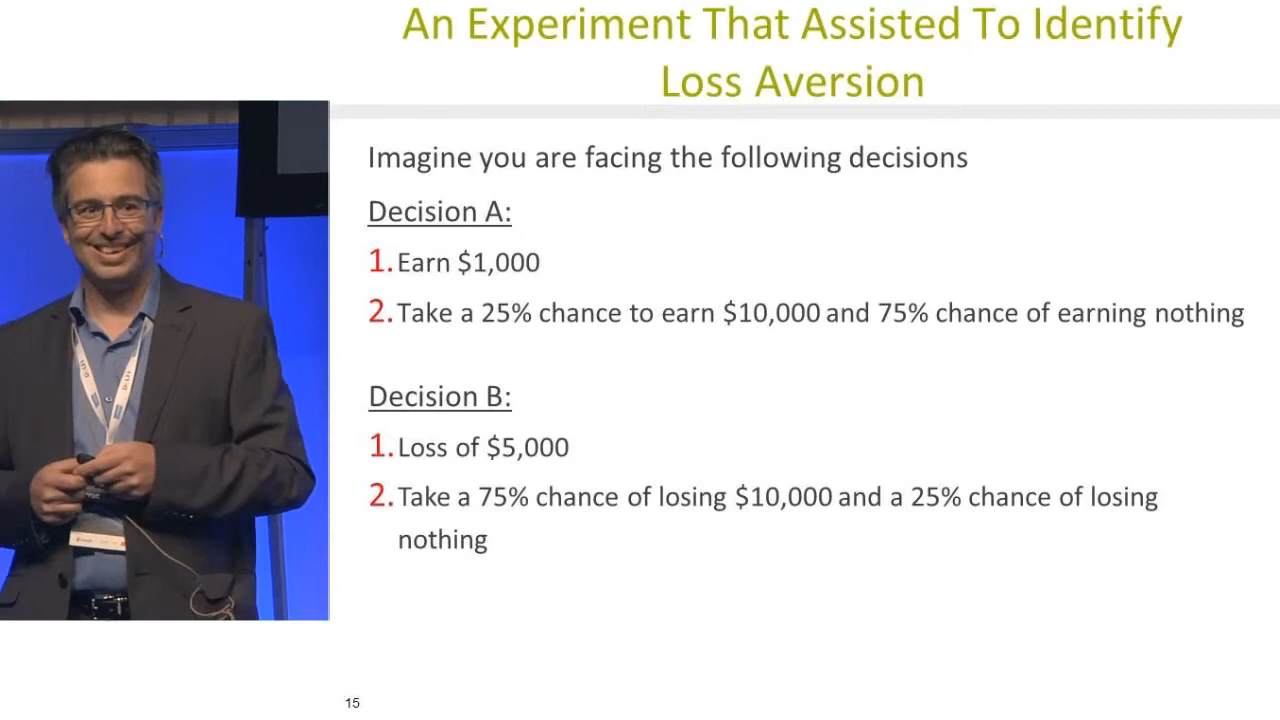 An Experiment That Assisted To Identify
Loss Aversion
Imagine you are facing the following decisions
Decision A:
1. Earn $1,000
2. Take a 25% chance to earn $10,000 and 75% chance of earning nothing
Decision B:
1. Loss of $5,000
2. Take a 75% chance of losing $10,000 and a 25% chance of losing
nothing
15